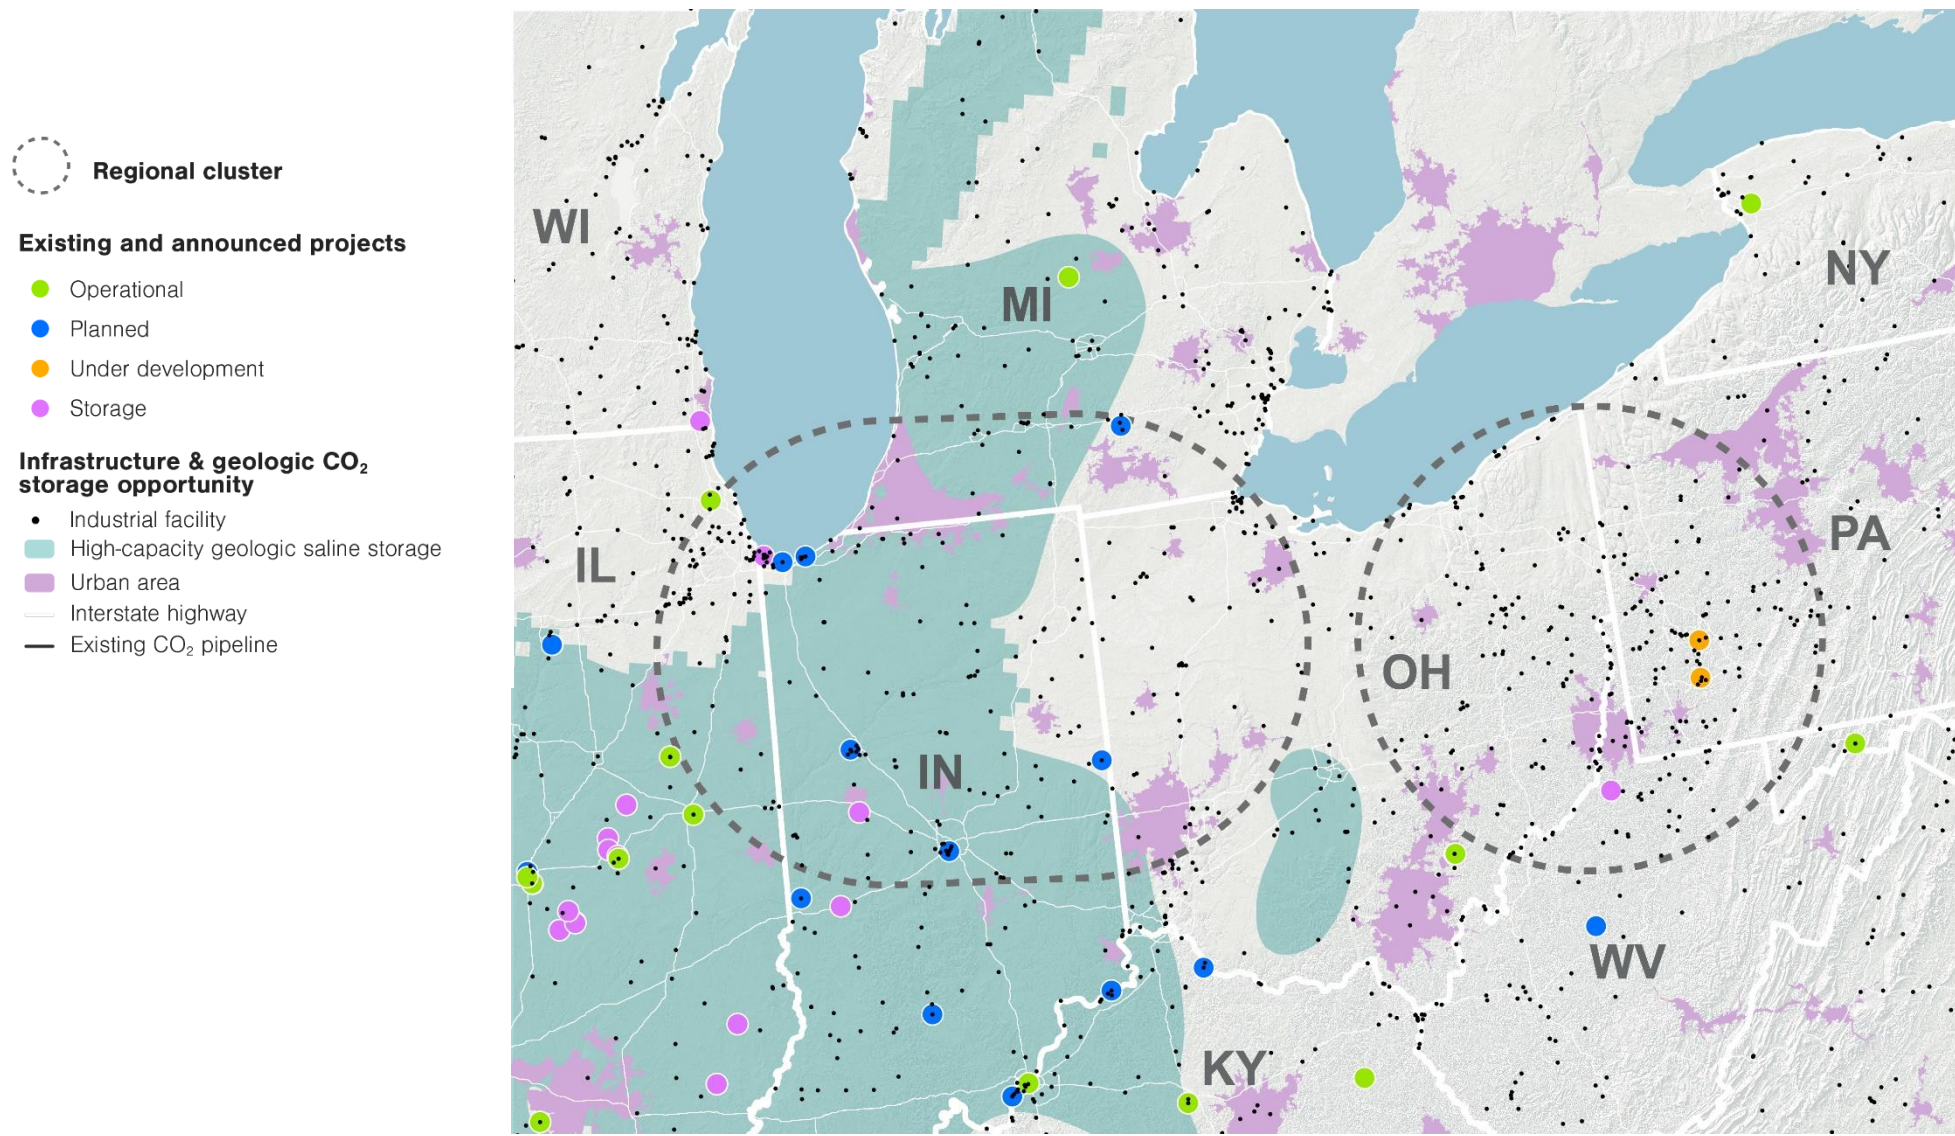 Regional cluster
Existing and announced projects
Operational
Planned
Under development
Storage
Infrastructure & geologic CO₂
storage opportunity
Industrial facility
High-capacity geologic saline storage
Urban area
Interstate highway
Existing CO₂ pipeline
WI
MI
NY
IL
PA
OH
IN
WV
KY